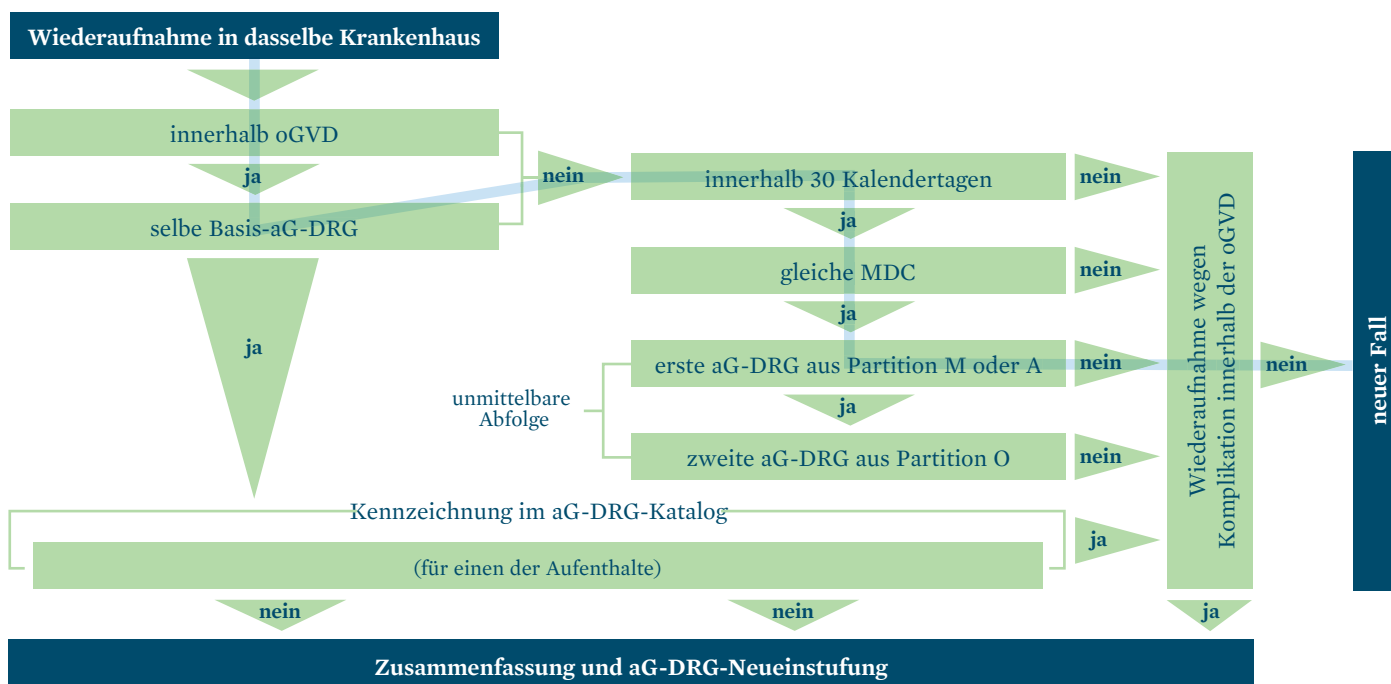 Wiederaufnahme in dasselbe Krankenhaus
innerhalb oGVD
ja
selbe Basis-aG-DRG
nein
ja
innerhalb 30 Kalendertagen
nein
ja
gleiche MDC
nein
ja
erste aG-DRG aus Partition M oder A
nein
ja
unmittelbare
Abfolge
zweite aG-DRG aus Partition O
nein
Kennzeichnung im aG-DRG-Katalog
(für einen der Aufenthalte)
ja
nein
nein
Wiederaufnahme wegen
Komplikation innerhalb der oGVD
nein
ja
neuer Fall
Zusammenfassung und aG-DRG-Neueinstufung